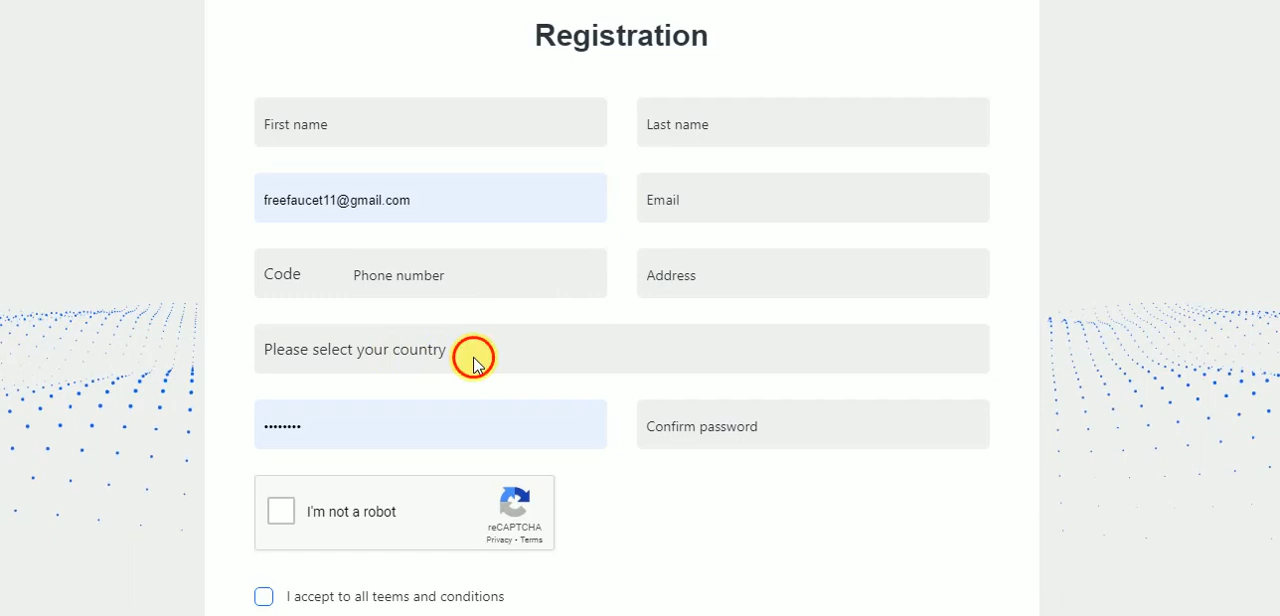 Registration
First name
Last name
freefaucet11@gmail.com
Email
Code
Phone number
Address
Please select your country
••••••••
Confirm password
I'm not a robot
reCAPTCHA
Privacy • Terms
I accept to all teems and conditions